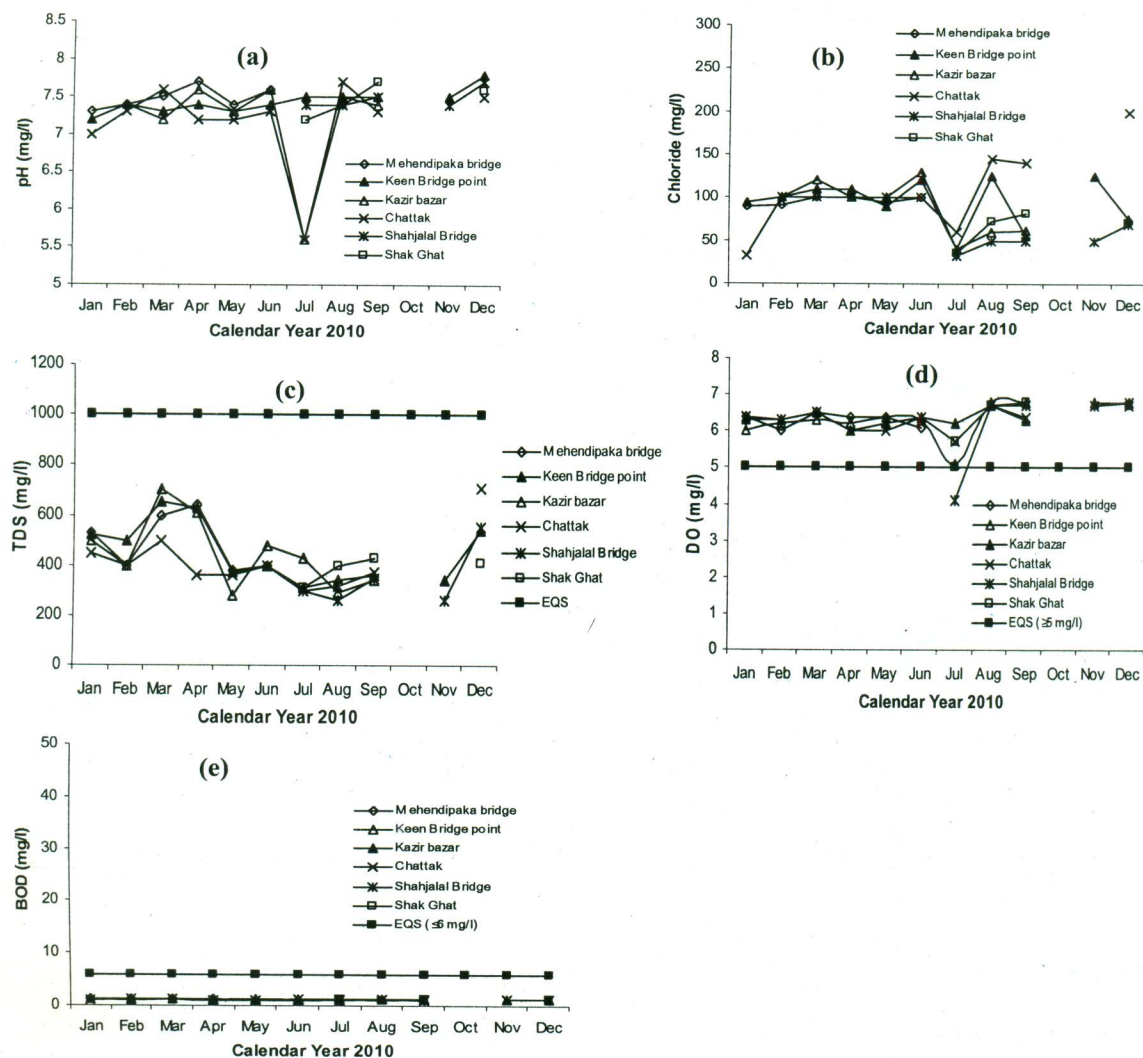 (a)
pH (mg/l)
8.5
8
7.5
7
6.5
6
5.5
5
Mehendipaka bridge
Keen Bridge point
Kazir bazar
Chattak
Shahjalal Bridge
Shak Ghat
Jan Feb Mar Apr May Jun Jul Aug Sep Oct Nov Dec
Calendar Year 2010
(b)
Chloride (mg/l)
300
250
200
150
100
50
0
Mehendipaka bridge
Keen Bridge point
Kazir bazar
Chattak
Shahjalal Bridge
Shak Ghat
Jan Feb Mar Apr May Jun Jul Aug Sep Oct Nov Dec
Calendar Year 2010
(c)
TDS (mg/l)
1200
1000
800
600
400
200
0
Mehendipaka bridge
Keen Bridge point
Kazir bazar
Chattak
Shahjalal Bridge
Shak Ghat
EQS
Jan Feb Mar Apr May Jun Jul Aug Sep Oct Nov Dec
Calendar Year 2010
(d)
DO (mg/l)
8
7
6
5
4
3
2
1
0
Mehendipaka bridge
Keen Bridge point
Kazir bazar
Chattak
Shahjalal Bridge
Shak Ghat
EQS (≥5 mg/l)
Jan Feb Mar Apr May Jun Jul Aug Sep Oct Nov Dec
Calendar Year 2010
(e)
BOD (mg/l)
50
40
30
20
10
0
Mehendipaka bridge
Keen Bridge point
Kazir bazar
Chattak
Shahjalal Bridge
Shak Ghat
EQS (≤6 mg/l)
Jan Feb Mar Apr May Jun Jul Aug Sep Oct Nov Dec
Calendar Year 2010